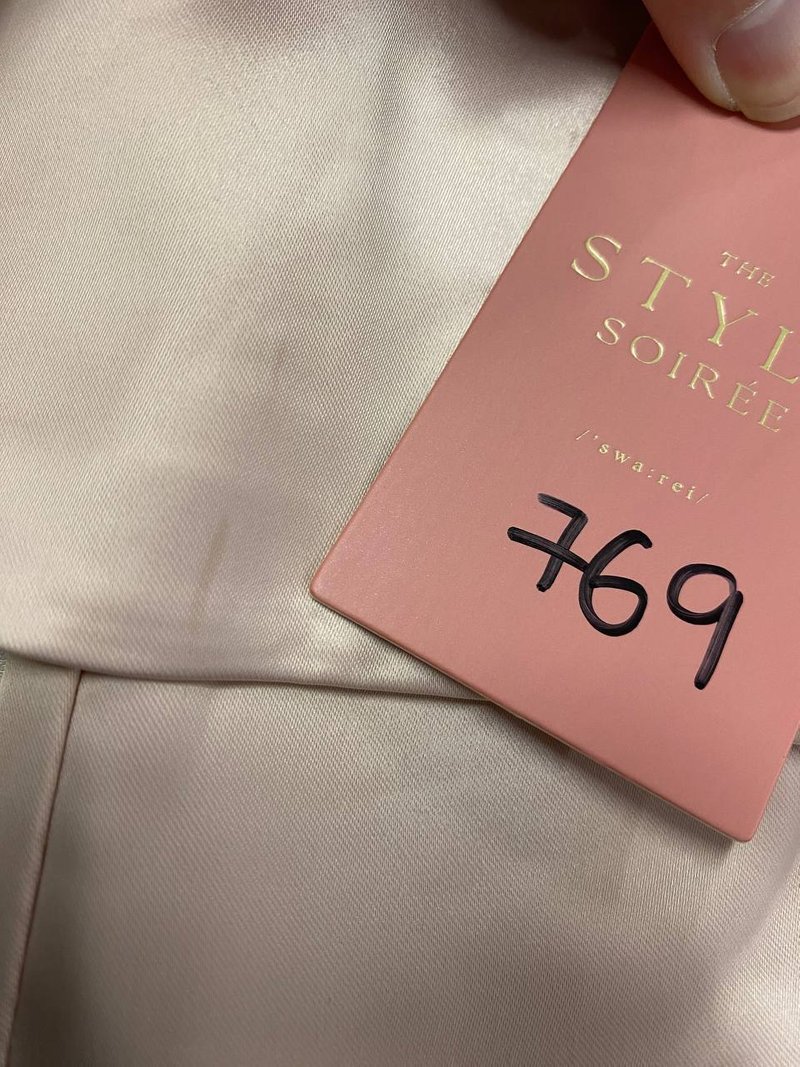 THE
STYL
SOIRÉE
/'swa:rei/
769